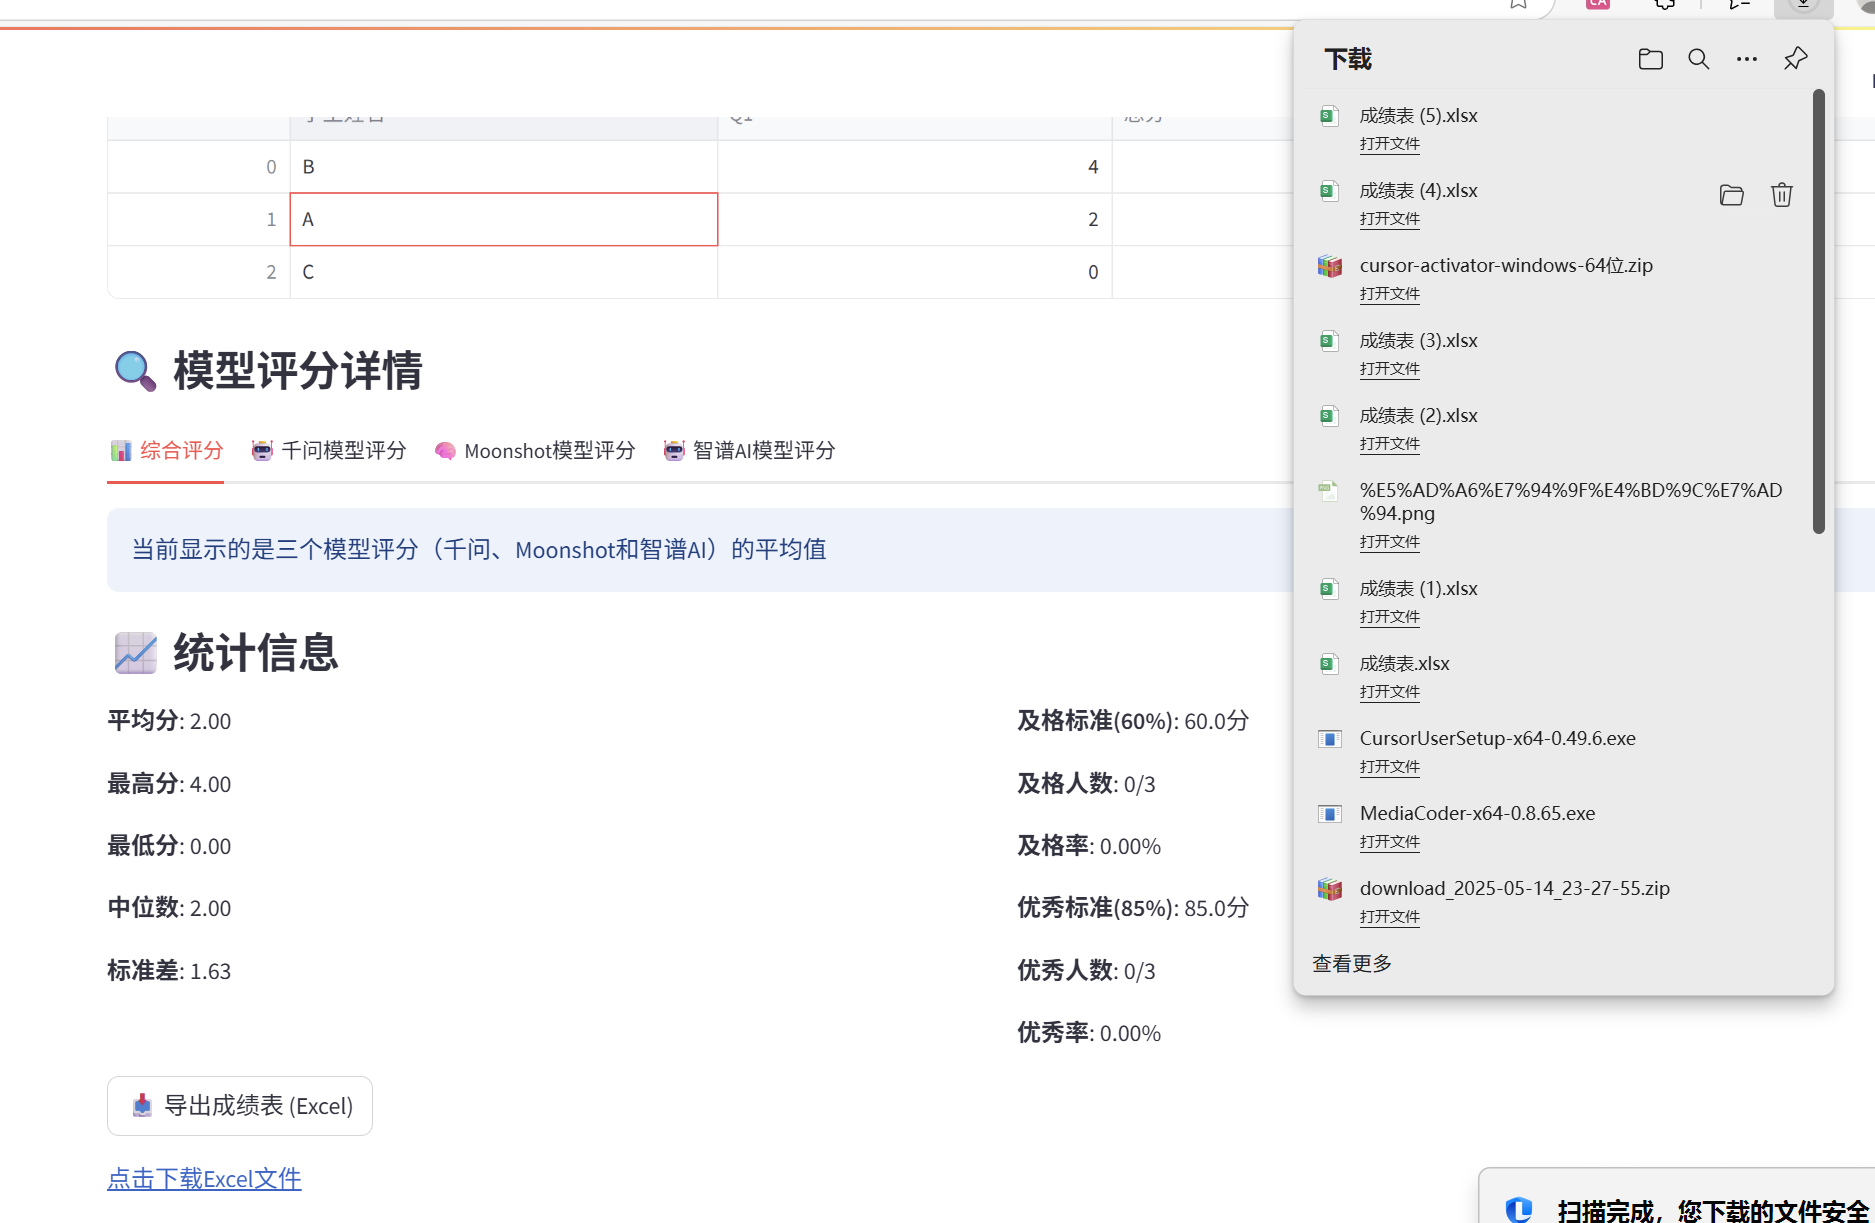 CA
学生姓名 Q1 总分
0 B 4
1 A 2
2 C 0
模型评分详情
综合评分 千问模型评分 Moonshot模型评分 智谱AI模型评分
当前显示的是三个模型评分（千问、Moonshot和智谱AI）的平均值
统计信息
平均分: 2.00
最高分: 4.00
最低分: 0.00
中位数: 2.00
标准差: 1.63
及格标准(60%): 60.0分
及格人数: 0/3
及格率: 0.00%
优秀标准(85%): 85.0分
优秀人数: 0/3
优秀率: 0.00%
导出成绩表 (Excel)
点击下载Excel文件
下载
成绩表 (5).xlsx
打开文件
成绩表 (4).xlsx
打开文件
cursor-activator-windows-64位.zip
打开文件
成绩表 (3).xlsx
打开文件
成绩表 (2).xlsx
打开文件
%E5%AD%A6%E7%94%9F%E4%BD%9C%E7%AD
%94.png
打开文件
成绩表 (1).xlsx
打开文件
成绩表.xlsx
打开文件
CursorUserSetup-x64-0.49.6.exe
打开文件
MediaCoder-x64-0.8.65.exe
打开文件
download_2025-05-14_23-27-55.zip
打开文件
查看更多
扫描完成，您下载的文件安全